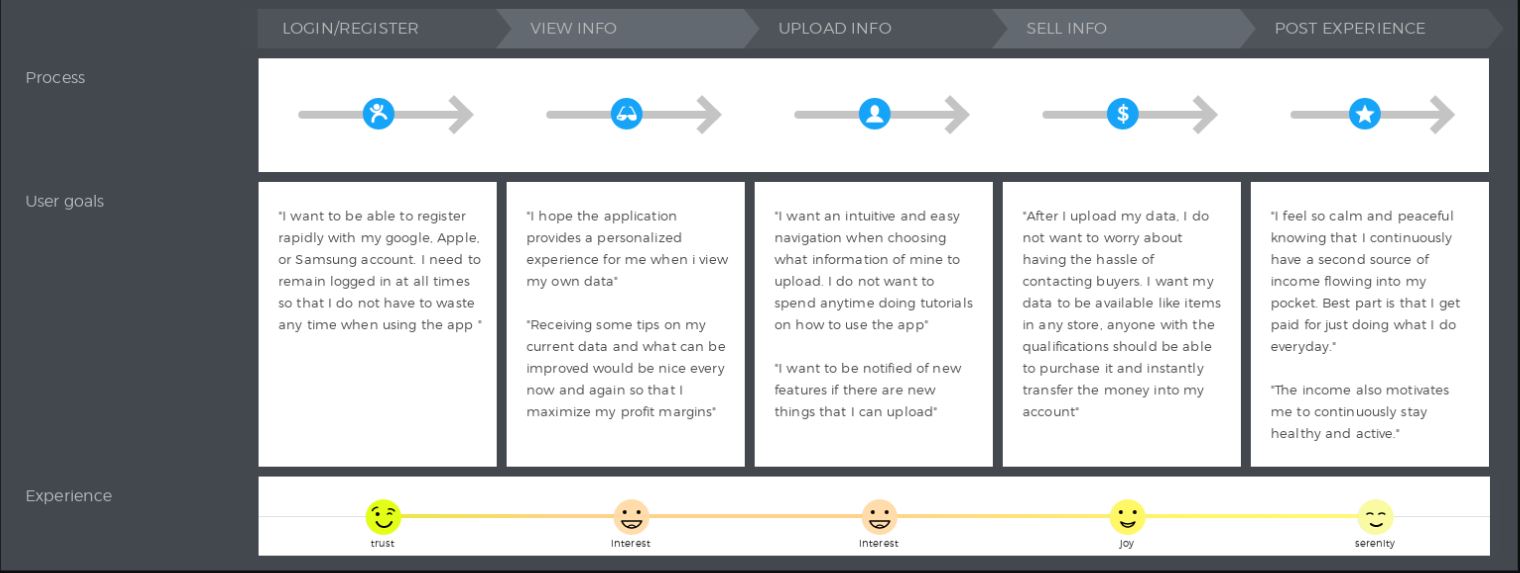 LOGIN/REGISTER
VIEW INFO
UPLOAD INFO
SELL INFO
POST EXPERIENCE
Process
$
User goals
"I want to be able to register
rapidly with my google, Apple,
or Samsung account. I need to
remain logged in at all times
so that I do not have to waste
any time when using the app "
"I hope the application
provides a personalized
experience for me when i view
my own data"
"Receiving some tips on my
current data and what can be
improved would be nice every
now and again so that I
maximize my profit margins"
"I want an intuitive and easy
navigation when choosing
what information of mine to
upload. I do not want to
spend anytime doing tutorials
on how to use the app"
"I want to be notified of new
features if there are new
things that I can upload"
"After I upload my data, I do
not want to worry about
having the hassle of
contacting buyers. I want my
data to be available like items
in any store, anyone with the
qualifications should be able
to purchase it and instantly
transfer the money into my
account"
"I feel so calm and peaceful
knowing that I continuously
have a second source of
income flowing into my
pocket. Best part is that I get
paid for just doing what I do
everyday."
"The income also motivates
me to continuously stay
healthy and active."
Experience
trust
Interest
Interest
Joy
serenity